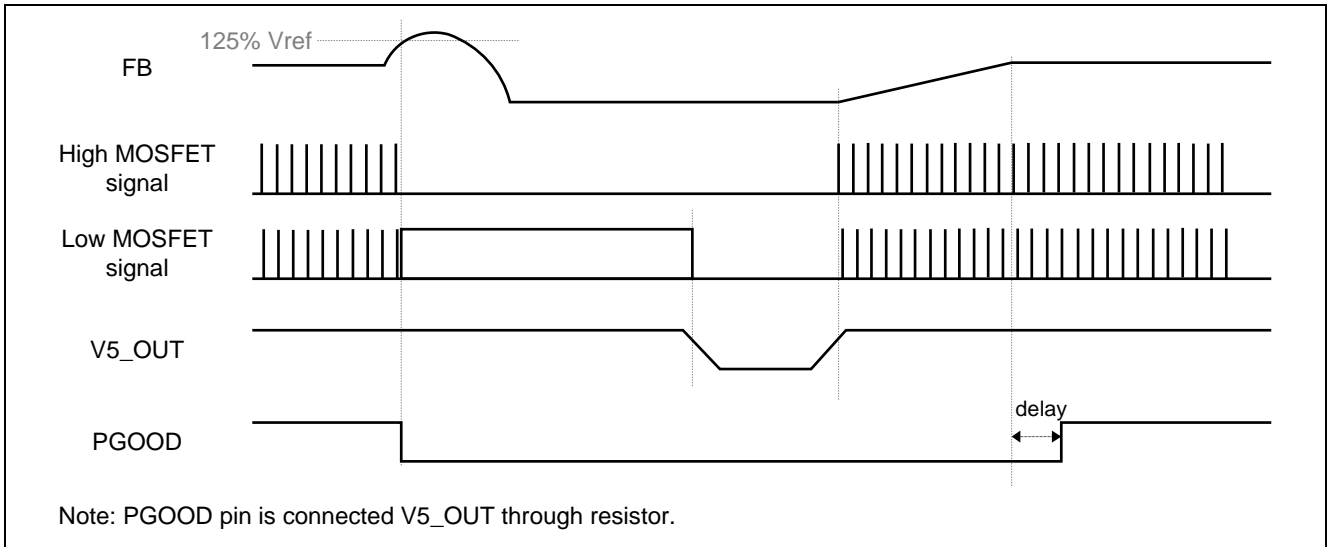 125% Vref
FB
High MOSFET
signal
Low MOSFET
signal
V5_OUT
delay
PGOOD
Note: PGOOD pin is connected V5_OUT through resistor.